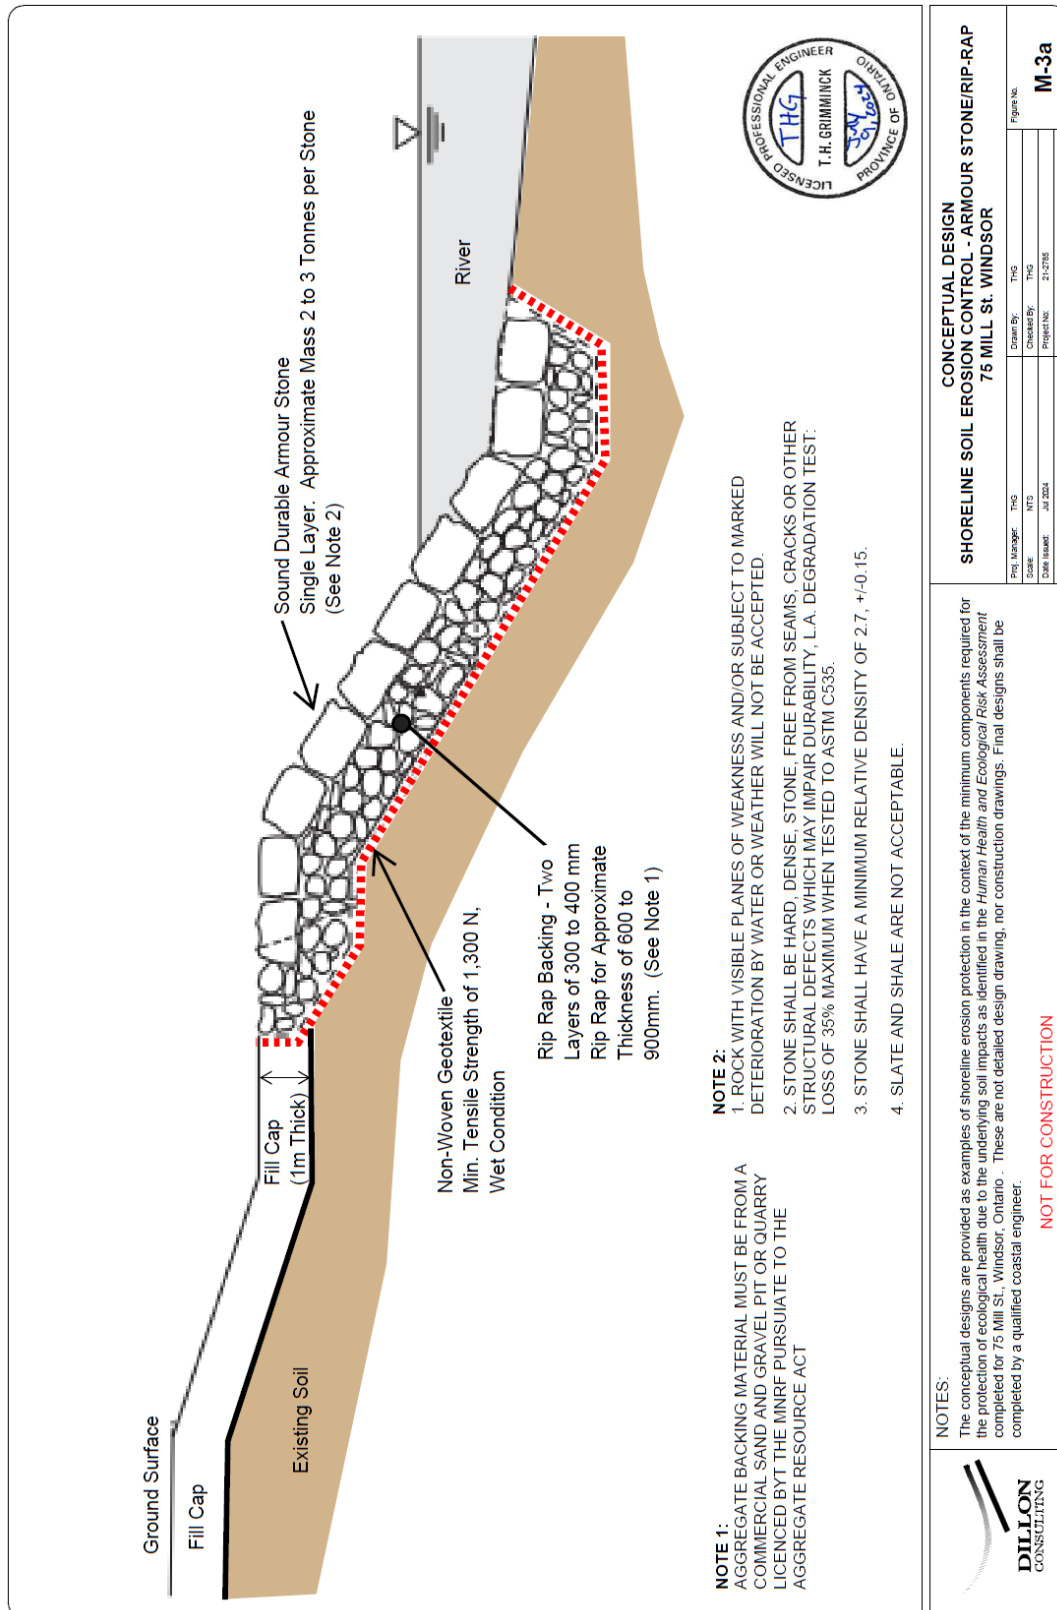 Ground Surface
Fill Cap
Existing Soil
Fill Cap
(1m Thick)
Non-Woven Geotextile
Min. Tensile Strength of 1,300 N,
Wet Condition
Rip Rap Backing - Two
Layers of 300 to 400 mm
Rip Rap for Approximate
Thickness of 600 to
900mm. (See Note 1)
Sound Durable Armour Stone
Single Layer. Approximate Mass 2 to 3 Tonnes per Stone
(See Note 2)
River
NOTE 1:
AGGREGATE BACKING MATERIAL MUST BE FROM A
COMMERCIAL SAND AND GRAVEL PIT OR QUARRY
LICENCED BYT THE MNRF PURSUIATE TO THE
AGGREGATE RESOURCE ACT
NOTE 2:
1. ROCK WITH VISIBLE PLANES OF WEAKNESS AND/OR SUBJECT TO MARKED
DETERIORATION BY WATER OR WEATHER WILL NOT BE ACCEPTED.
2. STONE SHALL BE HARD, DENSE, STONE, FREE FROM SEAMS, CRACKS OR OTHER
STRUCTURAL DEFECTS WHICH MAY IMPAIR DURABILITY, L.A. DEGRADATION TEST:
LOSS OF 35% MAXIMUM WHEN TESTED TO ASTM C535.
3. STONE SHALL HAVE A MINIMUM RELATIVE DENSITY OF 2.7, +/-0.15.
4. SLATE AND SHALE ARE NOT ACCEPTABLE.
LICENSED PROFESSIONAL ENGINEER
THG
T.H. GRIMMINCK
July 9, 2024
PROVINCE OF ONTARIO
DILLON
CONSULTING
NOTES:
The conceptual designs are provided as examples of shoreline erosion protection in the context of the minimum components required for
the protection of ecological health due to the underlying soil impacts as identified in the Human Health and Ecological Risk Assessment
completed for 75 Mill St., Windsor, Ontario . These are not detailed design drawing, nor construction drawings. Final designs shall be
completed by a qualified coastal engineer.
NOT FOR CONSTRUCTION
CONCEPTUAL DESIGN
SHORELINE SOIL EROSION CONTROL - ARMOUR STONE/RIP-RAP
75 MILL St. WINDSOR
Proj. Manager: THG
Drawn By: THG
Figure No.
Scale: NTS
Checked By: THG
M-3a
Date Issued: Jul 2024
Project No: 21-2785